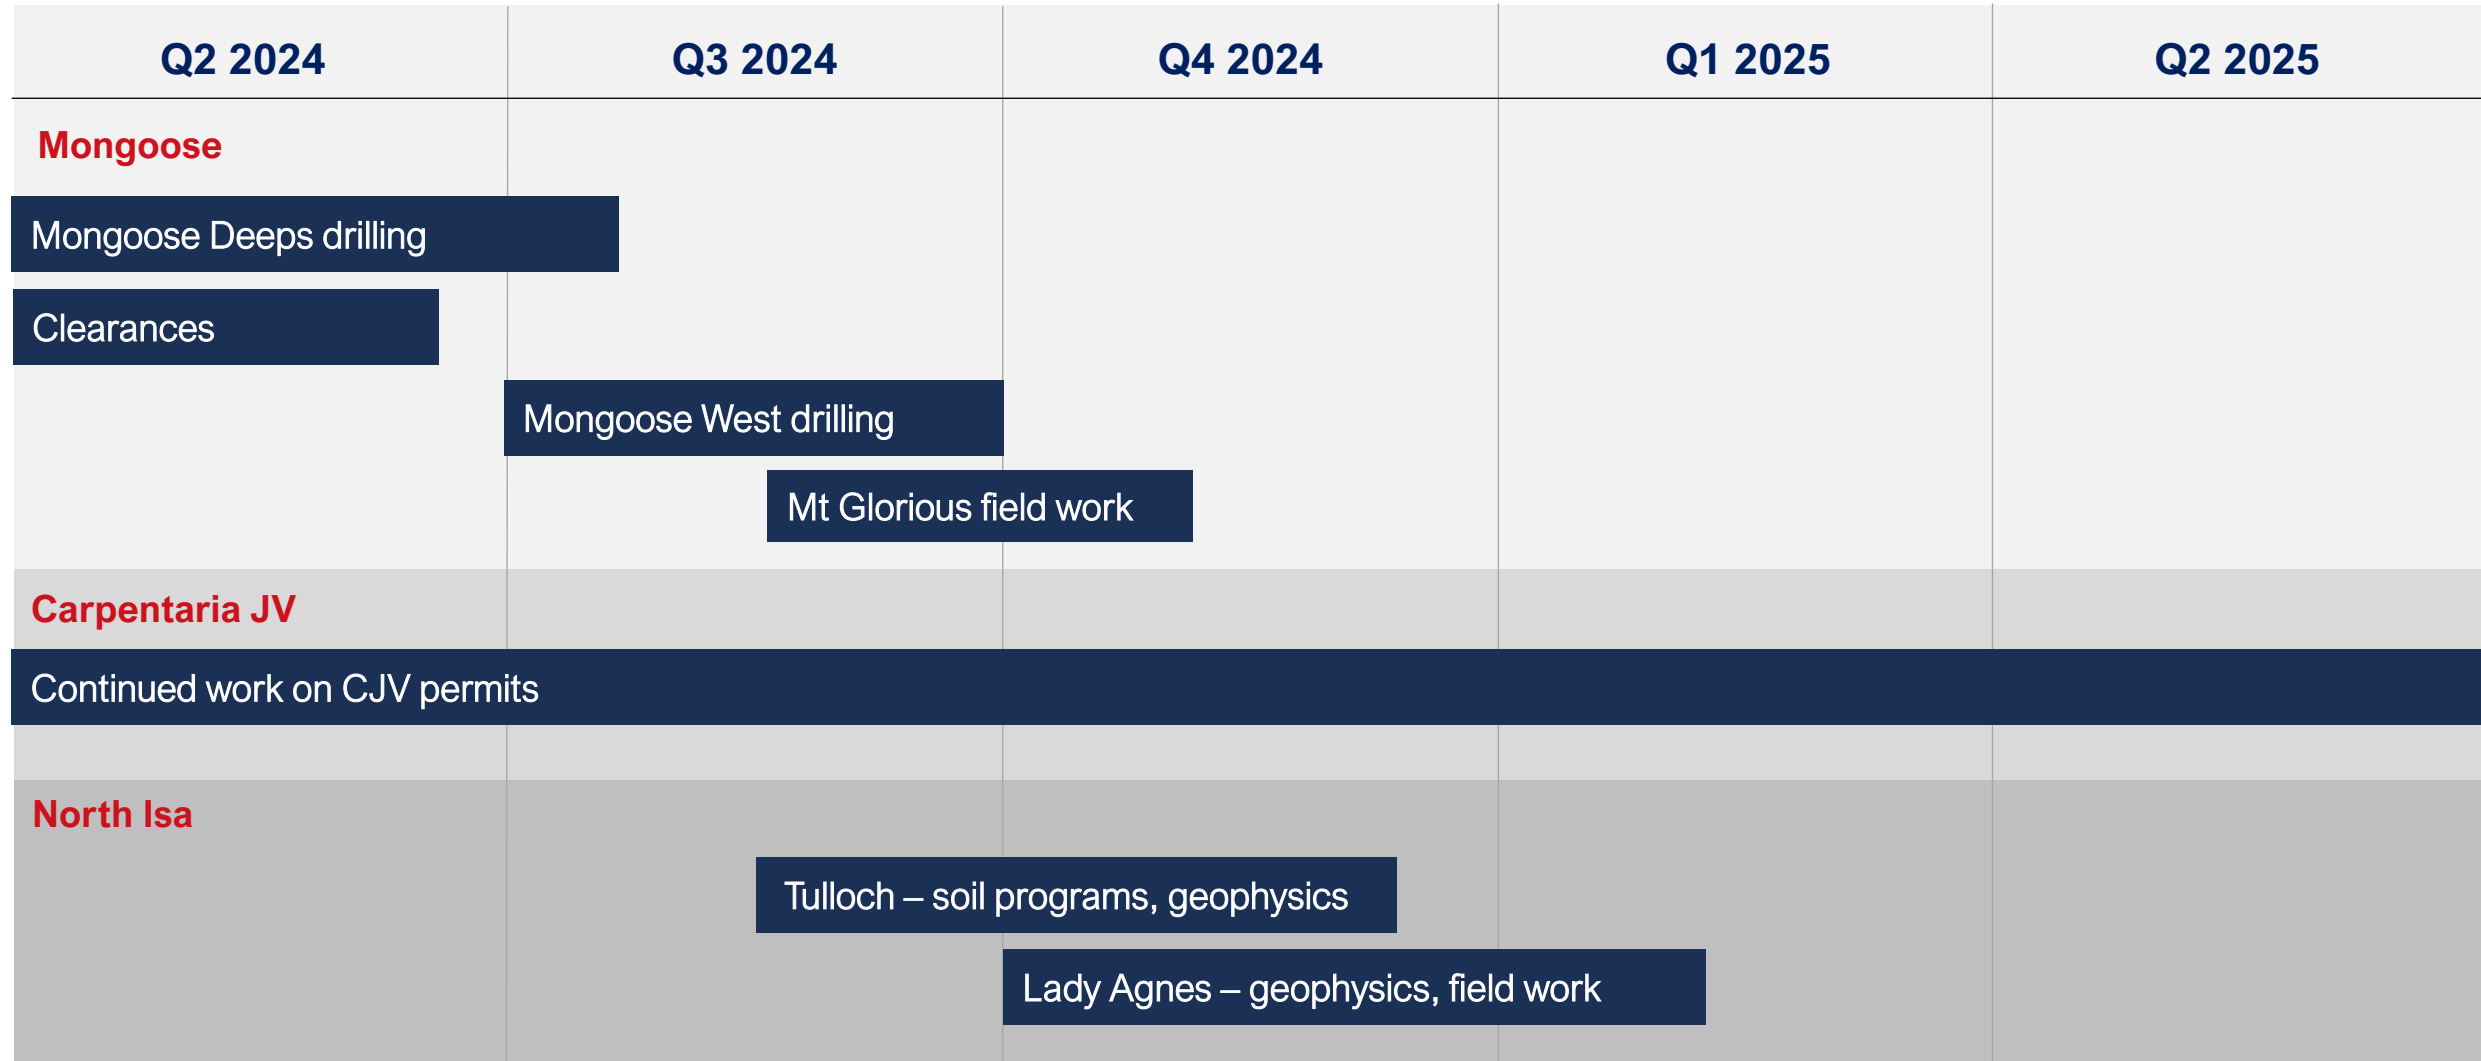 Q2 2024 Q3 2024 Q4 2024 Q1 2025 Q2 2025
Mongoose
Mongoose Deeps drilling
Clearances
Mongoose West drilling
Mt Glorious field work
Carpentaria JV
Continued work on CJV permits
North Isa
Tulloch – soil programs, geophysics
Lady Agnes – geophysics, field work